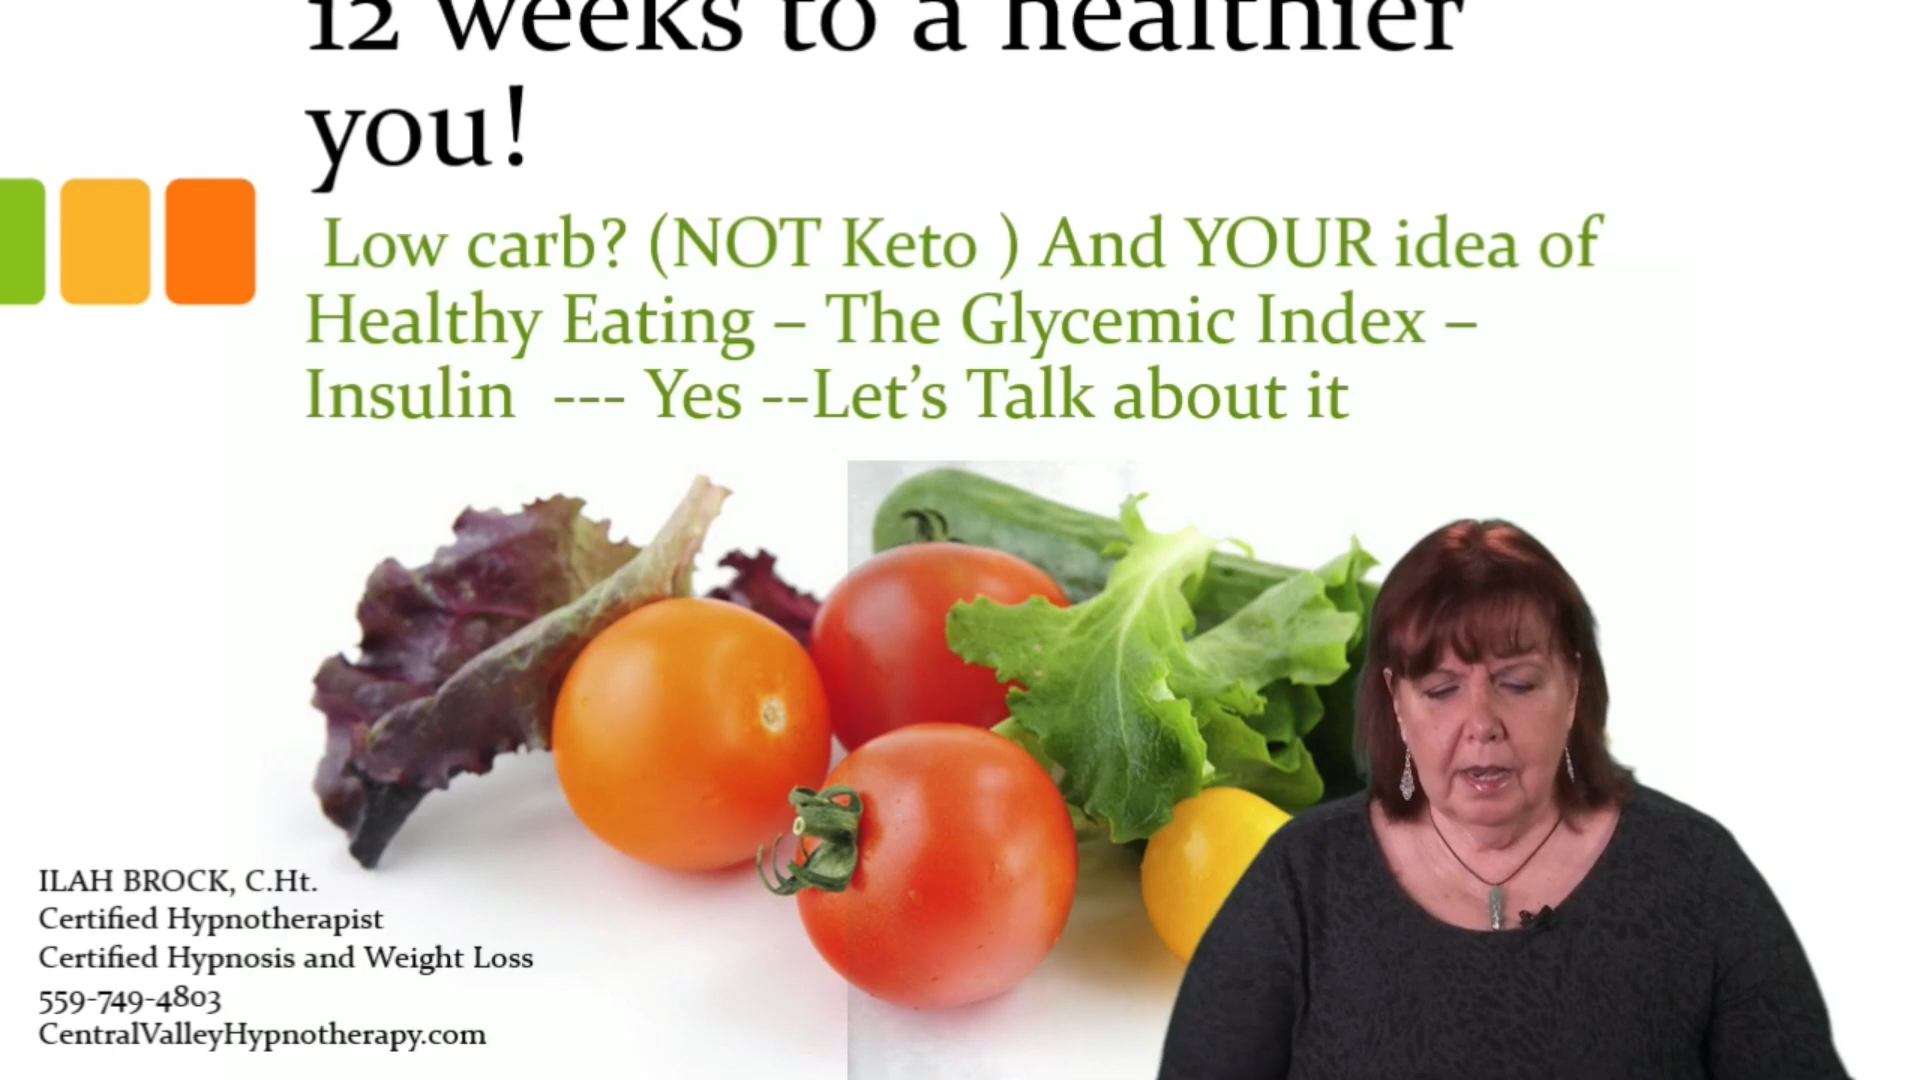 12 weeks to a healthier
you!
Low carb? (NOT Keto ) And YOUR idea of
Healthy Eating – The Glycemic Index –
Insulin --- Yes --Let’s Talk about it
ILAH BROCK, C.Ht.
Certified Hypnotherapist
Certified Hypnosis and Weight Loss
559-749-4803
CentralValleyHypnotherapy.com